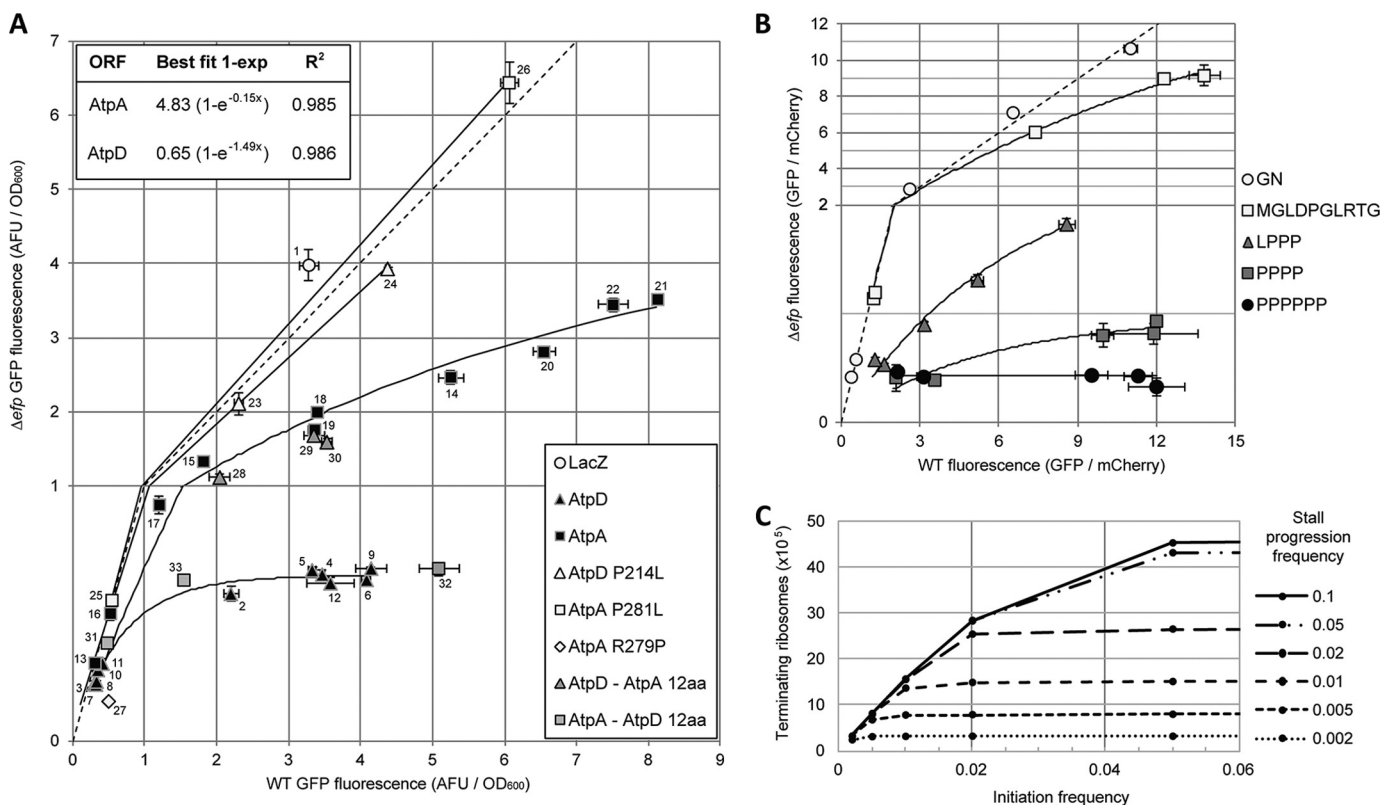 A
7
6
5
4
3
2
1
0
Δefp GFP fluorescence (AFU / OD600)
ORF Best fit 1-exp R2
AtpA 4.83 (1-e-0.15x) 0.985
AtpD 0.65 (1-e-1.49x) 0.986
26
1
24
23
22
21
20
14
18
19
29
30
15
28
17
33
5
4
9
2
12
6
32
25
16
31
13
11
10
3
8
7
27
LacZ
AtpD
AtpA
AtpD P214L
AtpA P281L
AtpA R279P
AtpD - AtpA 12aa
AtpA - AtpD 12aa
0 1 2 3 4 5 6 7 8 9
WT GFP fluorescence (AFU / OD600)
B
12
10
8
6
4
2
0
Δefp fluorescence (GFP / mCherry)
0 3 6 9 12 15
WT fluorescence (GFP / mCherry)
GN
MGLDPGLRTG
LPPP
PPPP
PPPPPP
C
50
40
30
20
10
0
Terminating ribosomes (x10 5)
0 0.02 0.04 0.06
Initiation frequency
Stall
progression
frequency
0.1
0.05
0.02
0.01
0.005
0.002